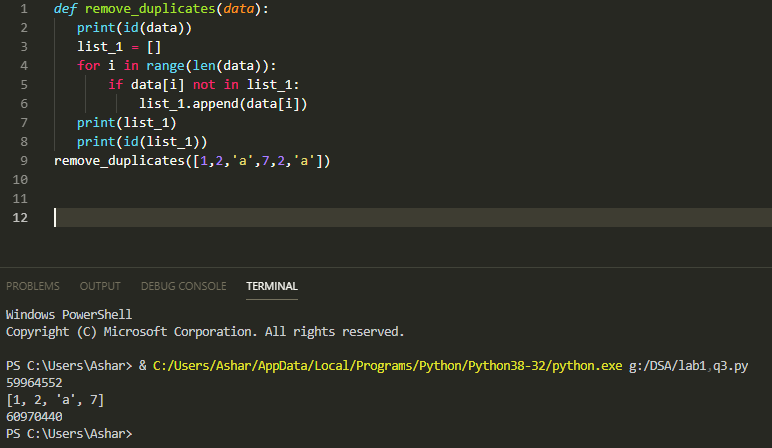 1 def remove_duplicates(data):
2     print(id(data))
3     list_1 = []
4     for i in range(len(data)):
5         if data[i] not in list_1:
6             list_1.append(data[i])
7     print(list_1)
8     print(id(list_1))
9 remove_duplicates([1,2,'a',7,2,'a'])
10
11
12
PROBLEMS OUTPUT DEBUG CONSOLE TERMINAL
Windows PowerShell
Copyright (C) Microsoft Corporation. All rights reserved.
PS C:\Users\Ashar> & C:/Users/Ashar/AppData/Local/Programs/Python/Python38-32/python.exe g:/DSA/lab1,q3.py
59964552
[1, 2, 'a', 7]
60970440
PS C:\Users\Ashar>